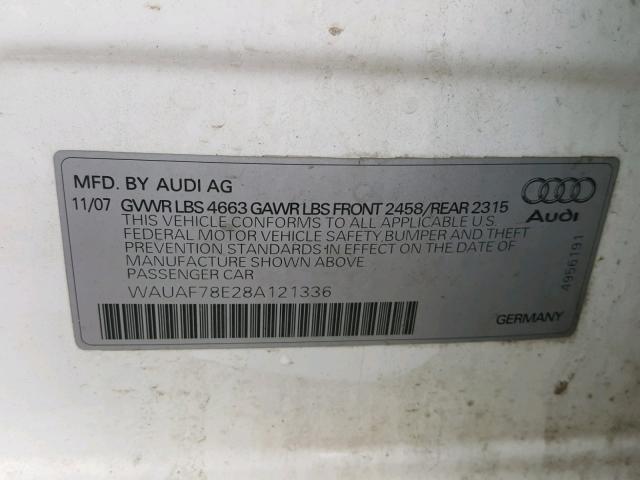 MFD. BY AUDI AG
11/07 GVWR LBS 4663 GAWR LBS FRONT 2458/REAR 2315
THIS VEHICLE CONFORMS TO ALL APPLICABLE U.S.
FEDERAL MOTOR VEHICLE SAFETY, BUMPER AND THEFT
PREVENTION STANDARDS IN EFFECT ON THE DATE OF
MANUFACTURE SHOWN ABOVE
PASSENGER CAR
WAUAF78E28A121336
Audi
4956191
GERMANY